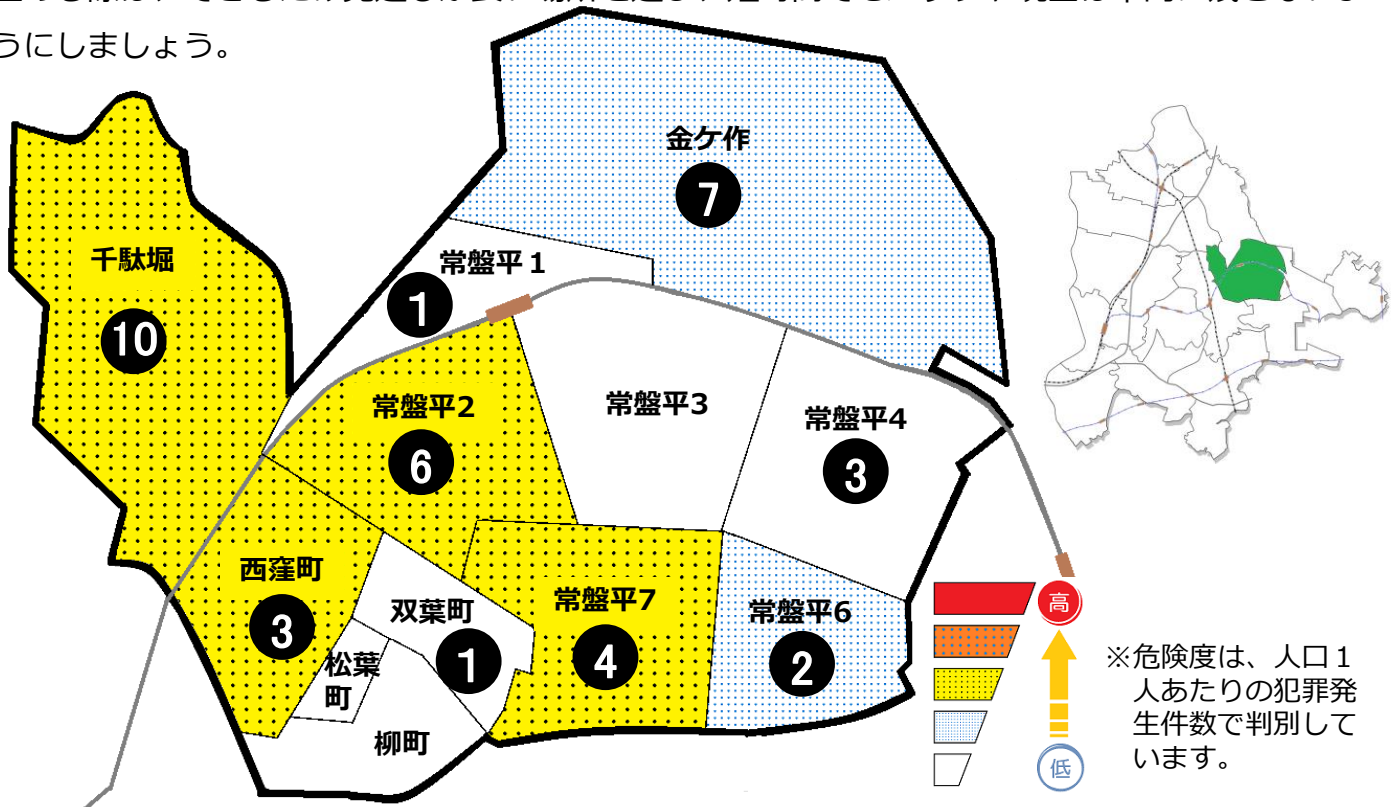 うにしましょう。
金ケ作
7
千駄堀
10
常盤平1
1
常盤平2
6
常盤平3
常盤平4
3
西窪町
3
双葉町
1
松葉
町
柳町
常盤平7
4
常盤平6
2
高
低
※危険度は、人口1
人あたりの犯罪発
生件数で判別して
います。